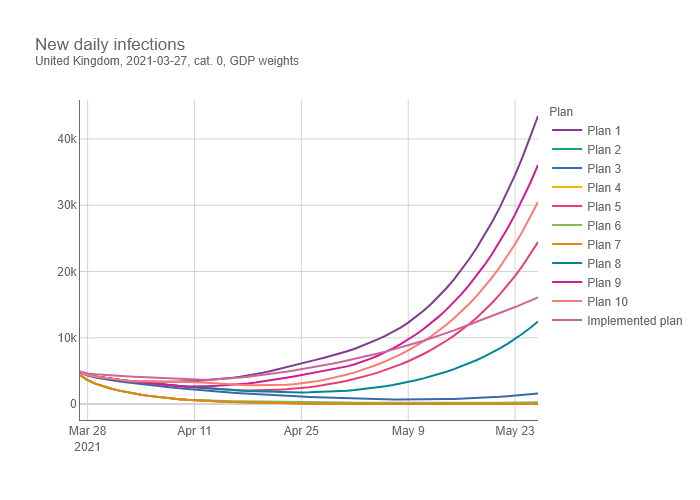 New daily infections
United Kingdom, 2021-03-27, cat. 0, GDP weights
Plan
Plan 1
Plan 2
Plan 3
Plan 4
Plan 5
Plan 6
Plan 7
Plan 8
Plan 9
Plan 10
Implemented plan
40k
30k
20k
10k
0
Mar 28
2021
Apr 11
Apr 25
May 9
May 23